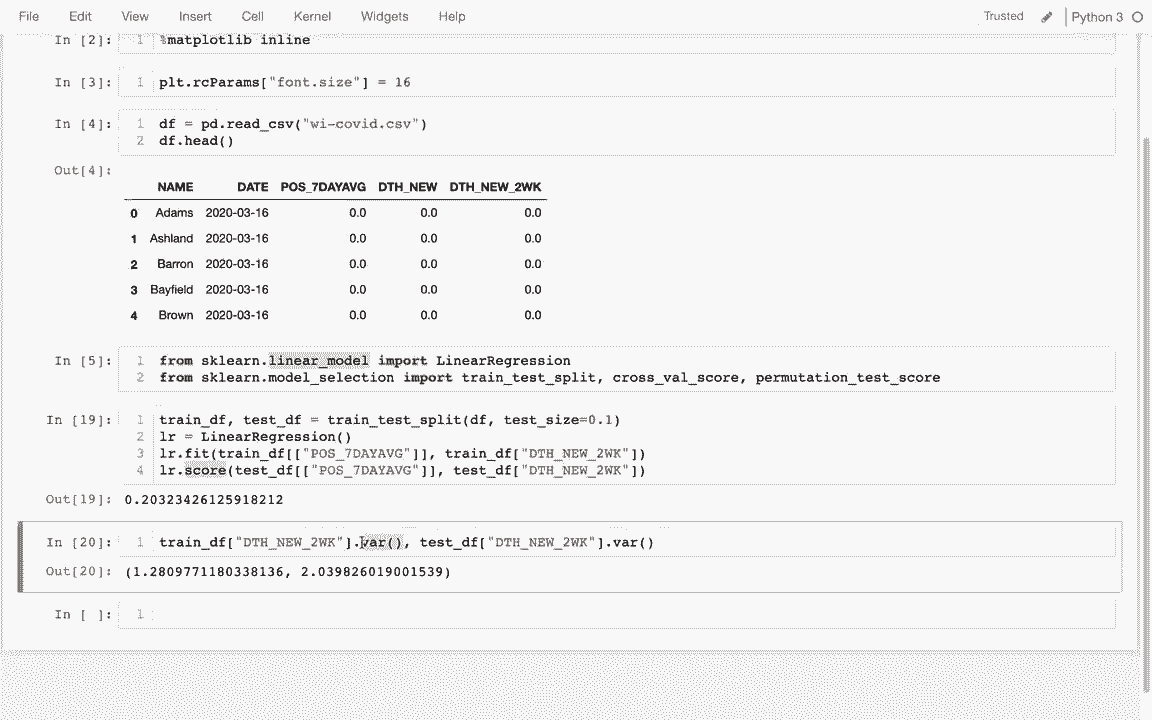 File Edit View Insert Cell Kernel Widgets Help Trusted Python 3
In [2]: 1 %matplotlib inline
In [3]: 1 plt.rcParams["font.size"] = 16
In [4]: 1 df = pd.read_csv("wi-covid.csv")
2 df.head()
Out[4]:
NAME DATE POS_7DAYAVG DTH_NEW DTH_NEW_2WK
0 Adams 2020-03-16 0.0 0.0 0.0
1 Ashland 2020-03-16 0.0 0.0 0.0
2 Barron 2020-03-16 0.0 0.0 0.0
3 Bayfield 2020-03-16 0.0 0.0 0.0
4 Brown 2020-03-16 0.0 0.0 0.0
In [5]: 1 from sklearn.linear_model import LinearRegression
2 from sklearn.model_selection import train_test_split, cross_val_score, permutation_test_score
In [19]: 1 train_df, test_df = train_test_split(df, test_size=0.1)
2 lr = LinearRegression()
3 lr.fit(train_df[["POS_7DAYAVG"]], train_df["DTH_NEW_2WK"])
4 lr.score(test_df[["POS_7DAYAVG"]], test_df["DTH_NEW_2WK"])
Out[19]: 0.20323426125918212
In [20]: 1 train_df["DTH_NEW_2WK"].var(), test_df["DTH_NEW_2WK"].var()
Out[20]: (1.2809771180338136, 2.039826019001539)
In [ ]: 1